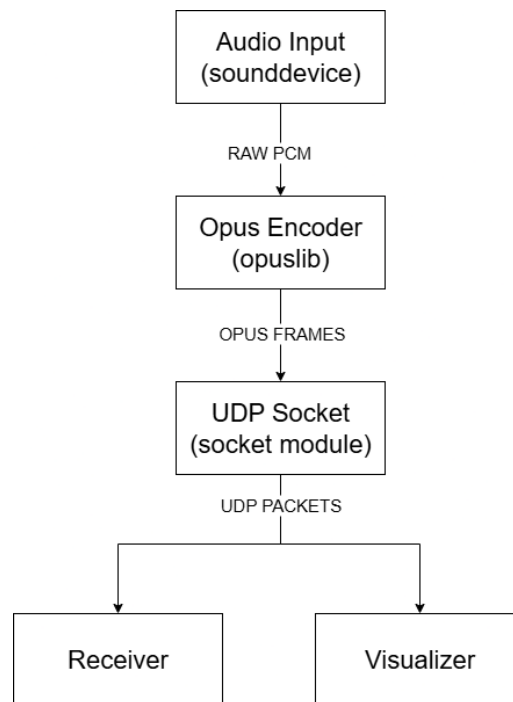 Audio Input
(sounddevice)
RAW PCM
Opus Encoder
(opuslib)
OPUS FRAMES
UDP Socket
(socket module)
UDP PACKETS
Receiver
Visualizer